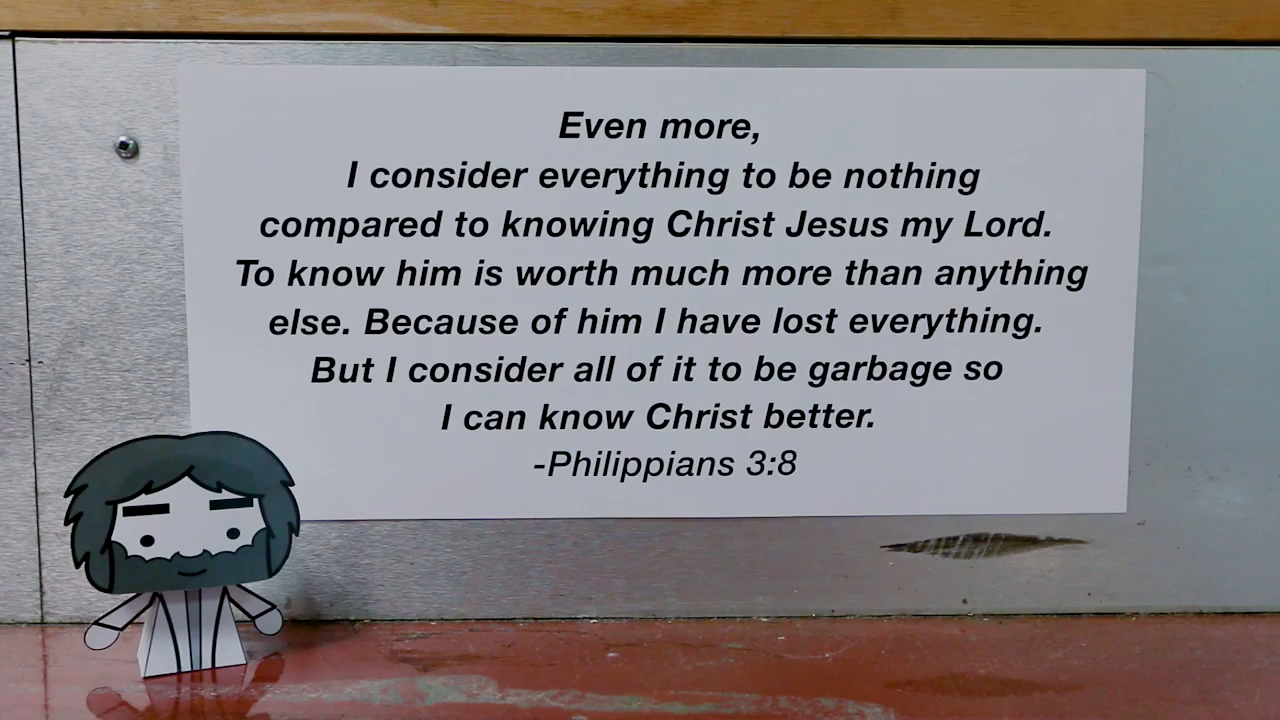 Even more,
I consider everything to be nothing
compared to knowing Christ Jesus my Lord.
To know him is worth much more than anything
else. Because of him I have lost everything.
But I consider all of it to be garbage so
I can know Christ better.
-Philippians 3:8